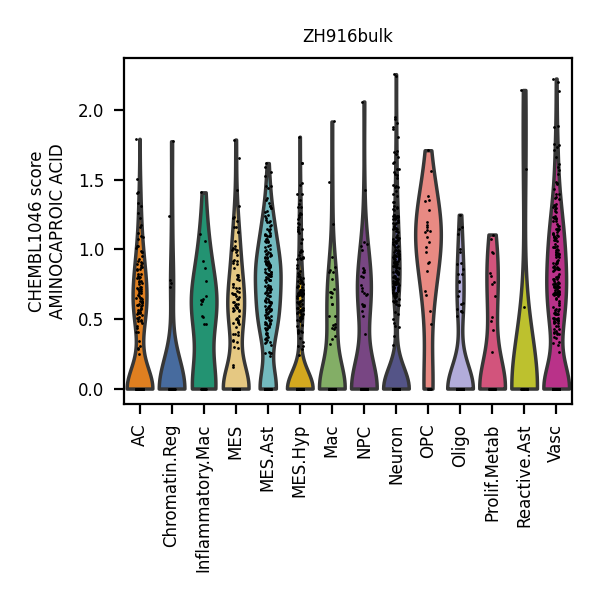 ZH916bulk
CHEMBL1046 score
AMINOCAPROIC ACID
2.0
1.5
1.0
0.5
0.0
AC
Chromatin.Reg
Inflammatory.Mac
MES
MES.Ast
MES.Hyp
Mac
NPC
Neuron
OPC
Oligo
Prolif.Metab
Reactive.Ast
Vasc